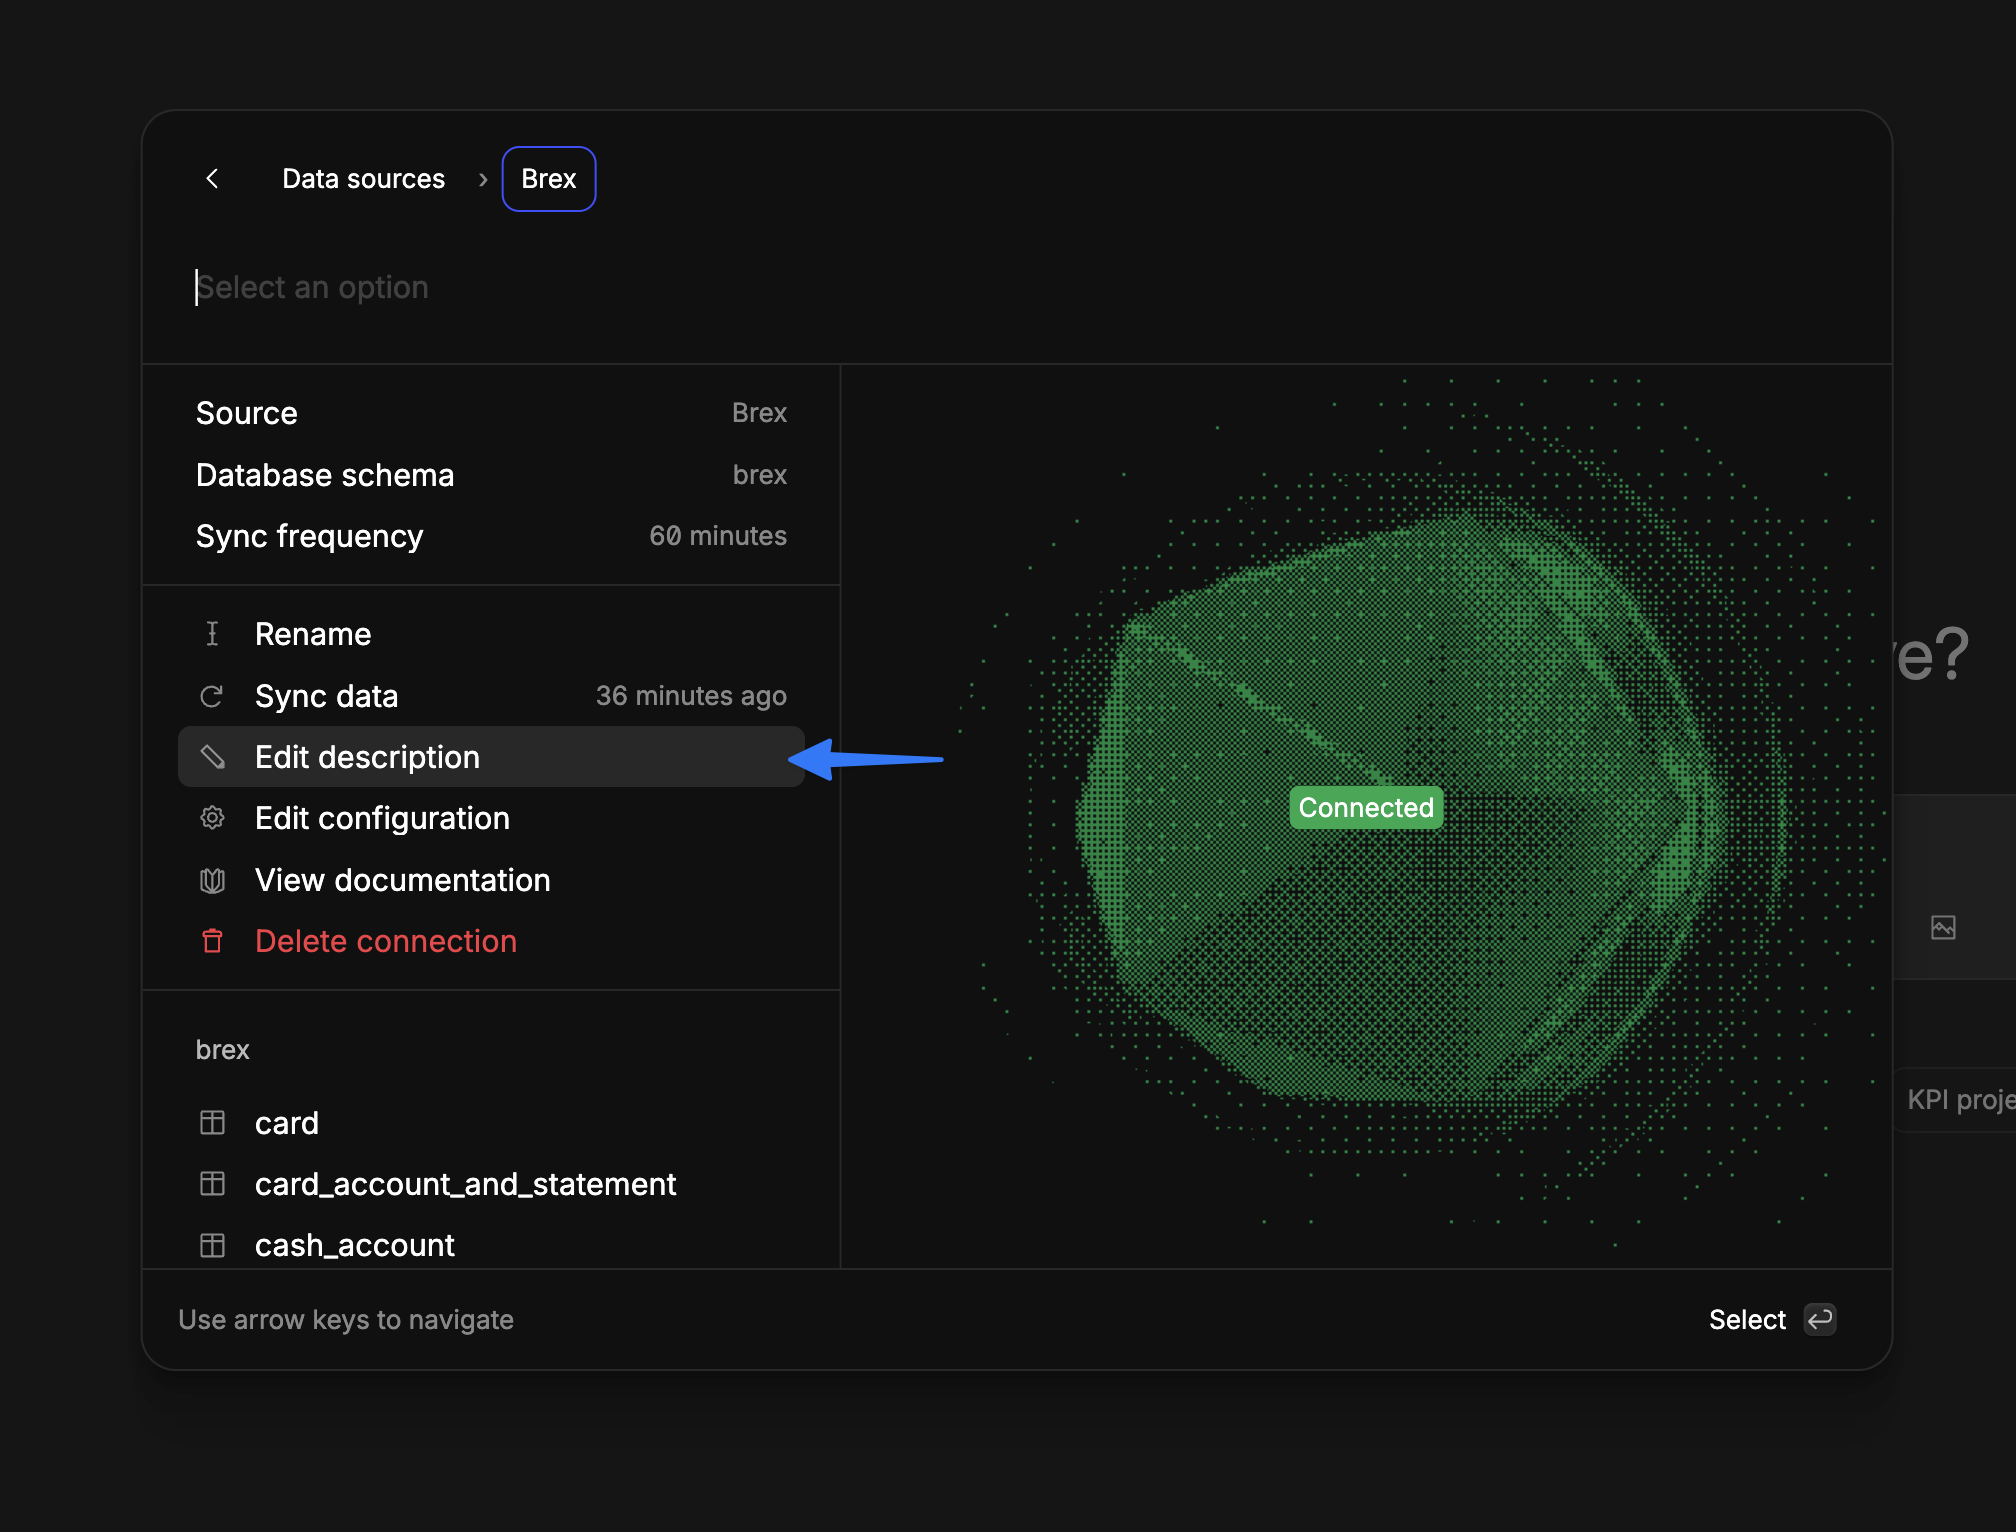 Data sources › Brex
Select an option
Source Brex
Database schema brex
Sync frequency 60 minutes
Rename
Sync data 36 minutes ago
Edit description
Edit configuration
View documentation
Delete connection
Connected
brex
card
card_account_and_statement
cash_account
Use arrow keys to navigate
Select
e?
KPI proje